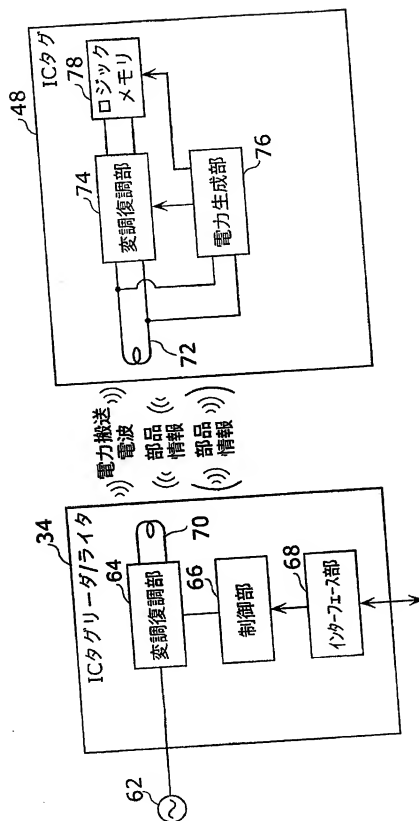 34
ICタグリーダ/ライタ
62
64
変調復調部
70
66
制御部
68
インターフェース部
電力搬送
電波
部品
情報
部品
情報
48
ICタグ
72
74
変調復調部
78
ロジック
メモリ
76
電力生成部